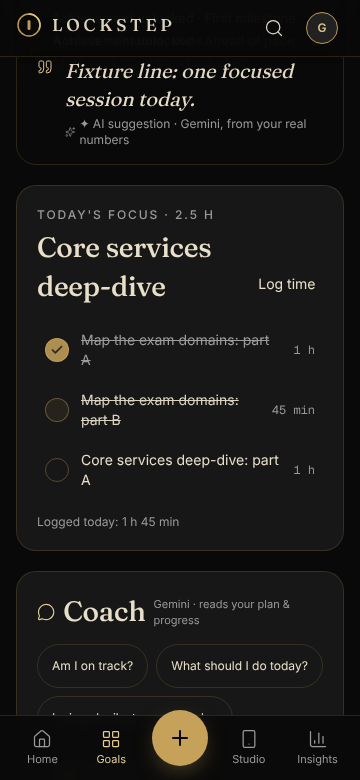 LOCKSTEP
G
Fixture line: one focused
session today.
✦ AI suggestion · Gemini, from your real
numbers
TODAY'S FOCUS · 2.5 H
Core services
deep-dive
Log time
Map the exam domains: part
A
1 h
Map the exam domains:
part B
45 min
Core services deep-dive: part
A
1 h
Logged today: 1 h 45 min
Coach
Gemini · reads your plan &
progress
Am I on track?
What should I do today?
Home
Goals
Studio
Insights